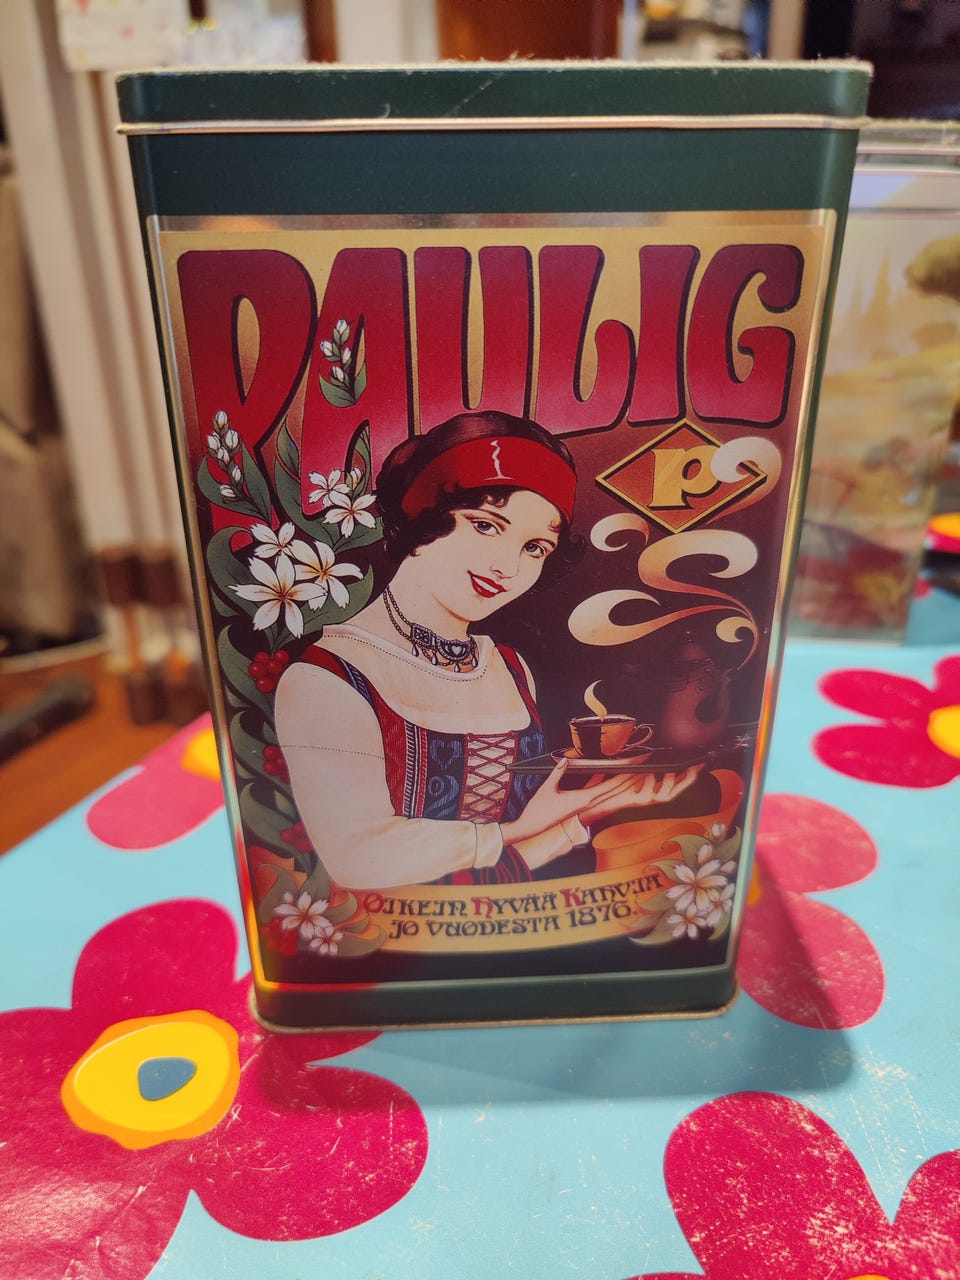 PAULIG
P
OIKEIN HYVÄÄ KAHVIA
JO VUODESTA 1876.